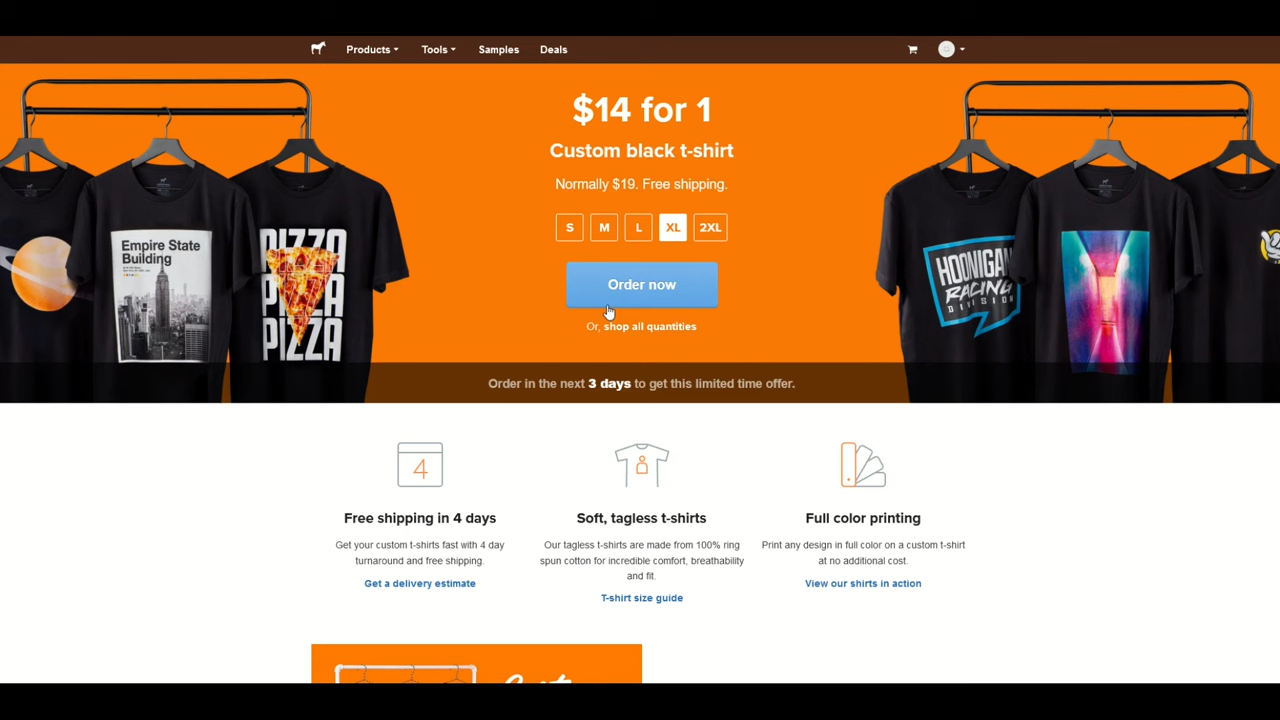 Products
Tools
Samples
Deals
$14 for 1
Custom black t-shirt
Normally $19. Free shipping.
S
M
L
XL
2XL
Order now
Or, shop all quantities
Empire State
Building
PIZZA
PIZZA
PIZZA
PIZZA
HOONIGAN
RACING
DIVISION
Order in the next 3 days to get this limited time offer.
4
Free shipping in 4 days
Get your custom t-shirts fast with 4 day
turnaround and free shipping.
Get a delivery estimate
Soft, tagless t-shirts
Our tagless t-shirts are made from 100% ring
spun cotton for incredible comfort, breathability
and fit.
T-shirt size guide
Full color printing
Print any design in full color on a custom t-shirt
at no additional cost.
View our shirts in action